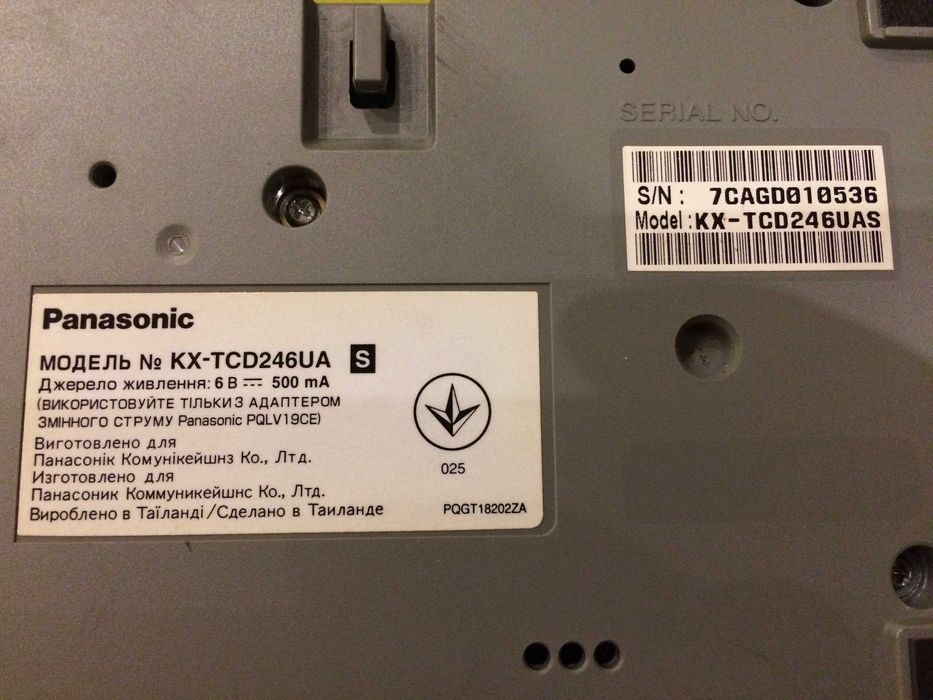 SERIAL NO.
S/N : 7CAGD010536
Model : KX-TCD246UAS
Panasonic
МОДЕЛЬ № KX-TCD246UA S
Джерело живлення: 6 В ⎓ 500 mA
(ВИКОРИСТОВУЙТЕ ТІЛЬКИ З АДАПТЕРОМ
ЗМІННОГО СТРУМУ Panasonic PQLV19CE)
Виготовлено для
Панасонік Комунікейшнз Ко., Лтд.
Изготовлено для
Панасоник Коммуникейшнс Ко., Лтд.
Вироблено в Таїланді / Сделано в Таиланде
025
PQGT18202ZA